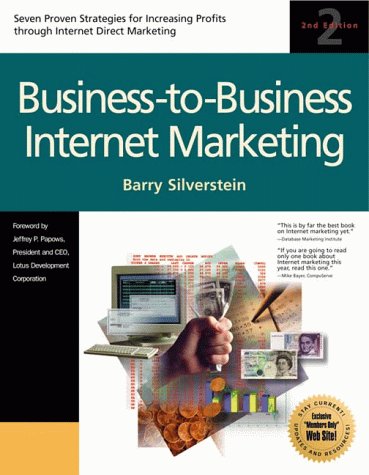 Seven Proven Strategies for Increasing Profits
through Internet Direct Marketing
2
2nd Edition
Business-to-Business
Internet Marketing
Barry Silverstein
Foreword by
Jeffrey P. Papows,
President and CEO,
Lotus Development
Corporation
"This is by far the best book
on Internet marketing yet."
—Database Marketing Institute
"If you are going to read
only one book about
Internet marketing this
year, read this one."
—Mike Bayer, CompuServe
STAY CURRENT!
Exclusive
"Members Only"
Web Site!
UPDATES AND RESOURCES!